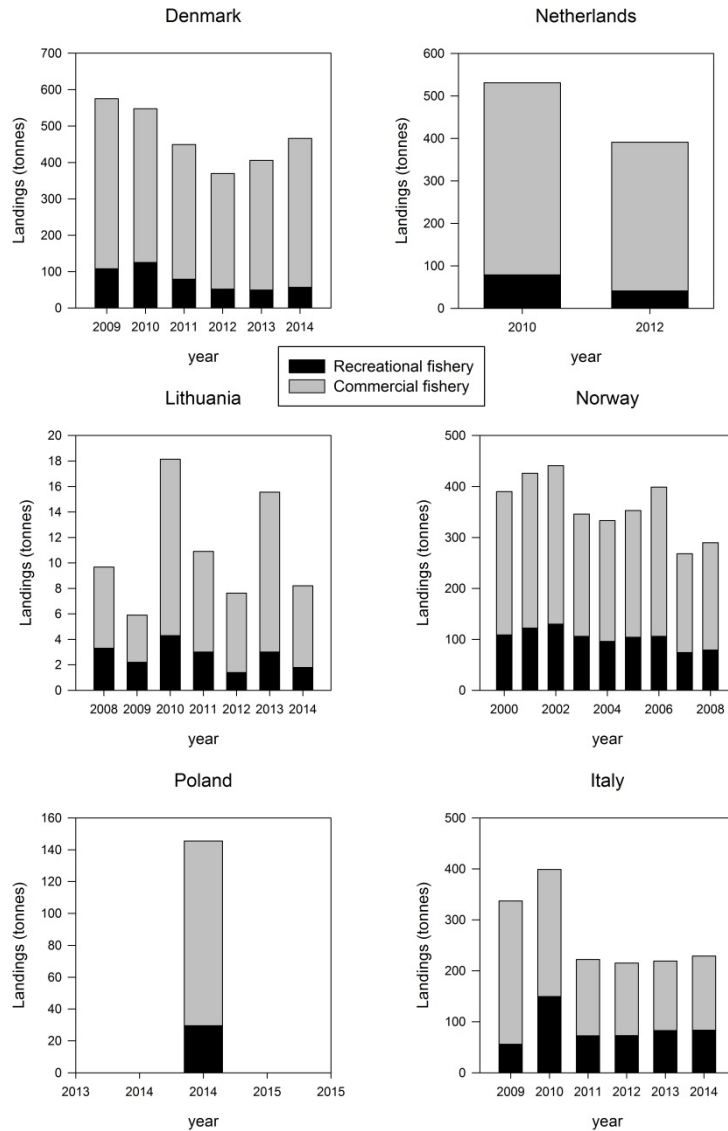 Denmark
Landings (tonnes)
700
600
500
400
300
200
100
0
2009 2010 2011 2012 2013 2014
year
Netherlands
Landings (tonnes)
600
500
400
300
200
100
0
2010 2012
year
Recreational fishery
Commercial fishery
Lithuania
Landings (tonnes)
20
18
16
14
12
10
8
6
4
2
0
2008 2009 2010 2011 2012 2013 2014
year
Norway
Landings (tonnes)
500
400
300
200
100
0
2000 2002 2004 2006 2008
year
Poland
Landings (tonnes)
160
140
120
100
80
60
40
20
0
2013 2014 2014 2015 2015
year
Italy
Landings (tonnes)
500
400
300
200
100
0
2009 2010 2011 2012 2013 2014
year